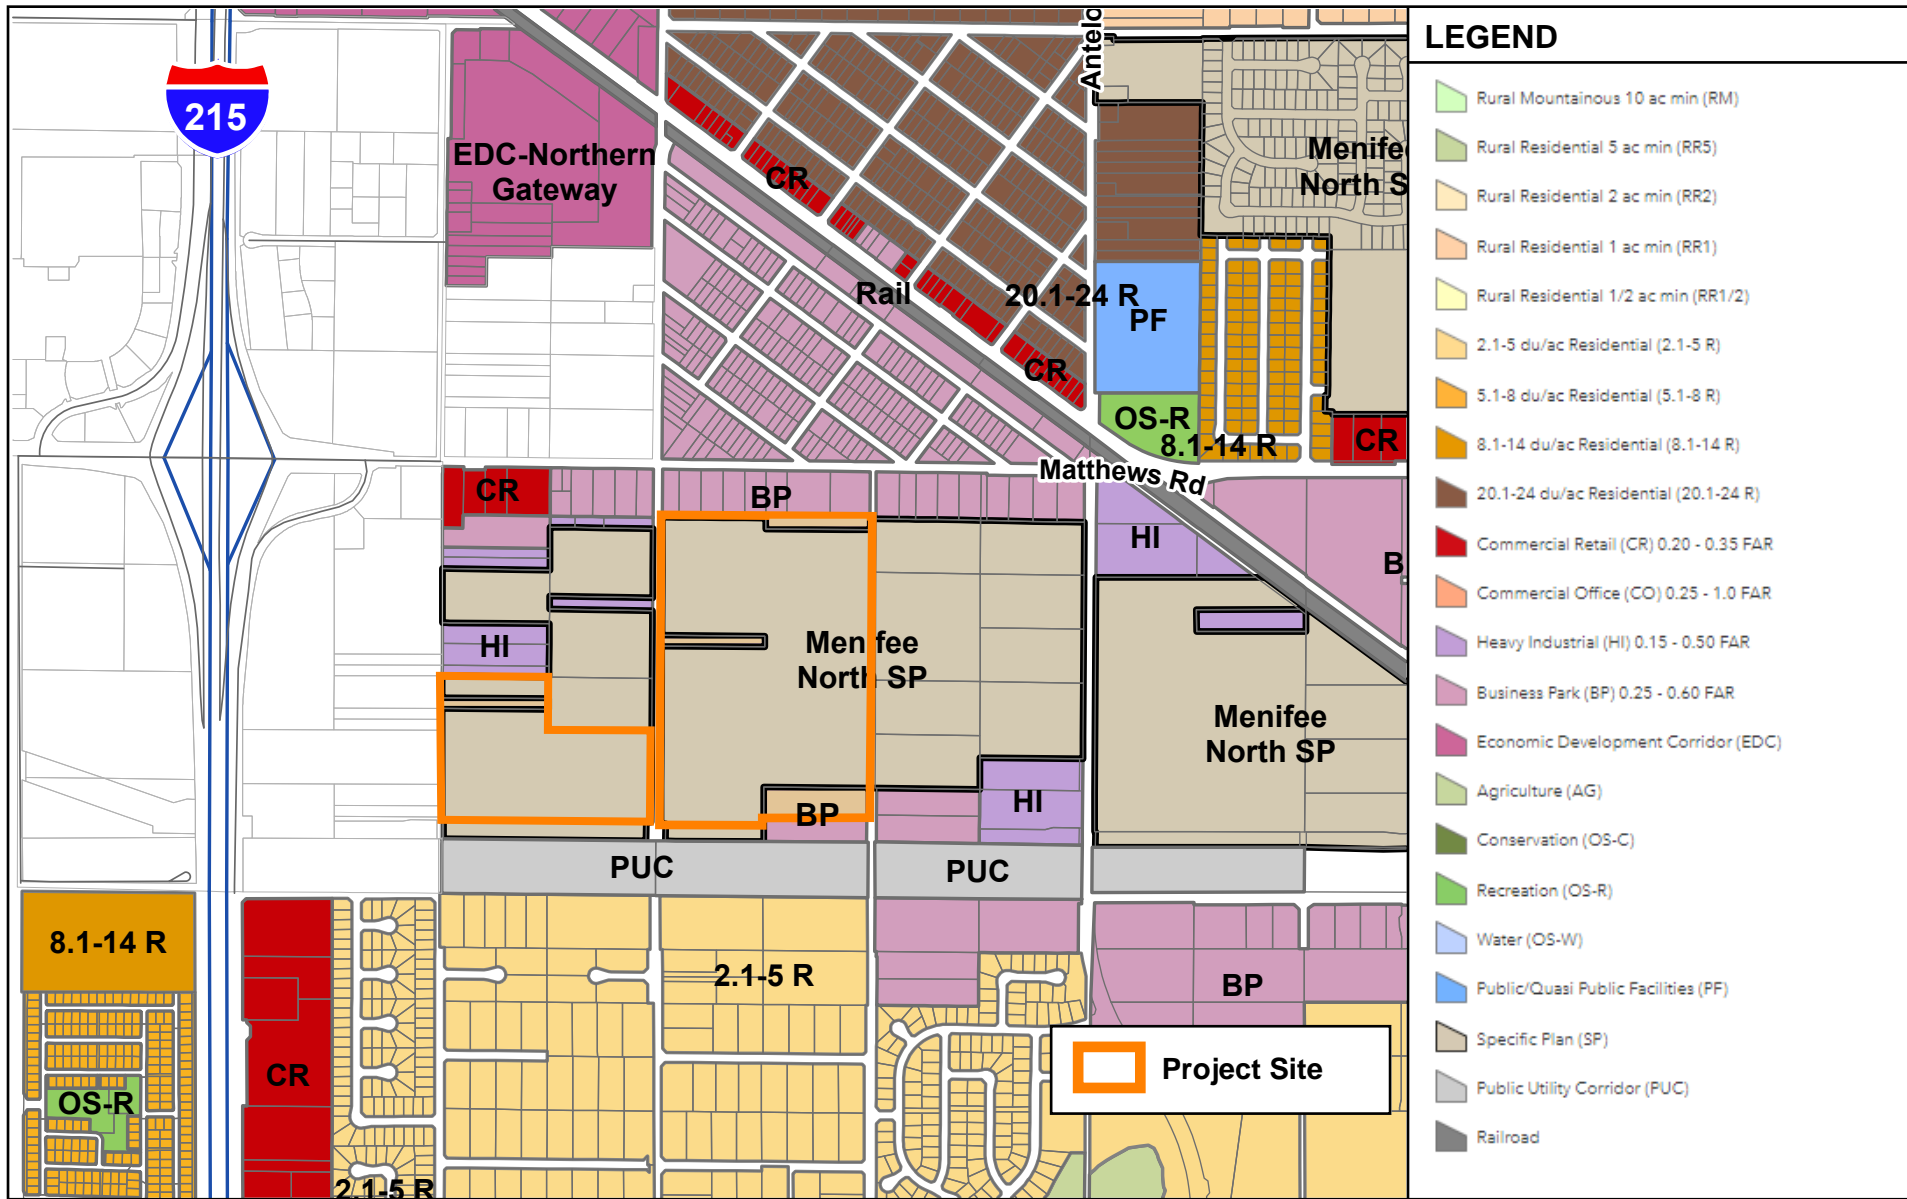 215
EDC-Northern
Gateway
CR
Rail
20.1-24 R
PF
CR
OS-R
8.1-14 R
CR
Matthews Rd
Antelo
Menifee
North S
CR
BP
HI
B
HI
Menifee
North SP
Menifee
North SP
BP
HI
PUC
PUC
8.1-14 R
2.1-5 R
BP
CR
OS-R
2.1-5 R
Project Site
LEGEND
Rural Mountainous 10 ac min (RM)
Rural Residential 5 ac min (RR5)
Rural Residential 2 ac min (RR2)
Rural Residential 1 ac min (RR1)
Rural Residential 1/2 ac min (RR1/2)
2.1-5 du/ac Residential (2.1-5 R)
5.1-8 du/ac Residential (5.1-8 R)
8.1-14 du/ac Residential (8.1-14 R)
20.1-24 du/ac Residential (20.1-24 R)
Commercial Retail (CR) 0.20 - 0.35 FAR
Commercial Office (CO) 0.25 - 1.0 FAR
Heavy Industrial (HI) 0.15 - 0.50 FAR
Business Park (BP) 0.25 - 0.60 FAR
Economic Development Corridor (EDC)
Agriculture (AG)
Conservation (OS-C)
Recreation (OS-R)
Water (OS-W)
Public/Quasi Public Facilities (PF)
Specific Plan (SP)
Public Utility Corridor (PUC)
Railroad